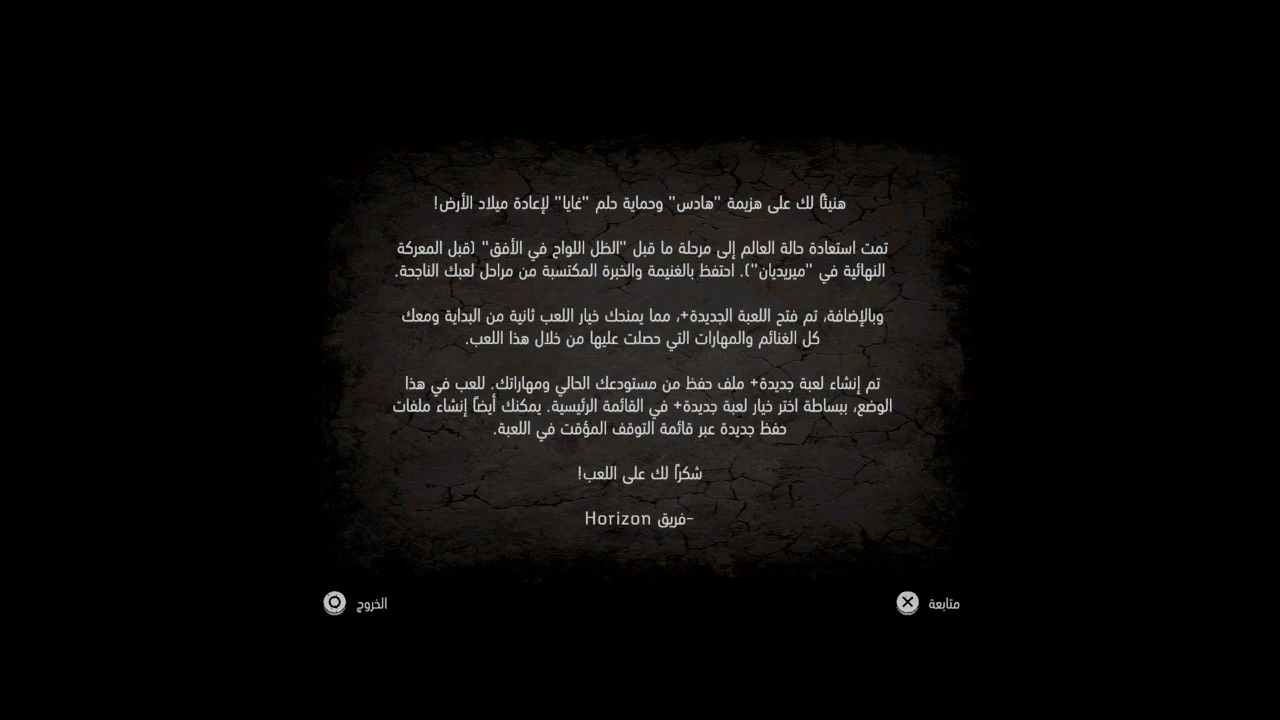 هنيئًا لك على هزيمة "هادس" وحماية حلم "غايا" لإعادة ميلاد الأرض!
تمت استعادة حالة العالم إلى مرحلة ما قبل "الظل اللواح في الأفق" (قبل المعركة
النهائية في "ميريديان"). احتفظ بالغنيمة والخبرة المكتسبة من مراحل لعبك الناجحة.
وبالإضافة، تم فتح اللعبة الجديدة+، مما يمنحك خيار اللعب ثانية من البداية ومعك
كل الغنائم والمهارات التي حصلت عليها من خلال هذا اللعب.
تم إنشاء لعبة جديدة+ ملف حفظ من مستودعك الحالي ومهاراتك. للعب في هذا
الوضع، ببساطة اختر خيار لعبة جديدة+ في القائمة الرئيسية. يمكنك أيضًا إنشاء ملفات
حفظ جديدة عبر قائمة التوقف المؤقت في اللعبة.
شكرًا لك على اللعب!
-فريق Horizon
متابعة
الخروج